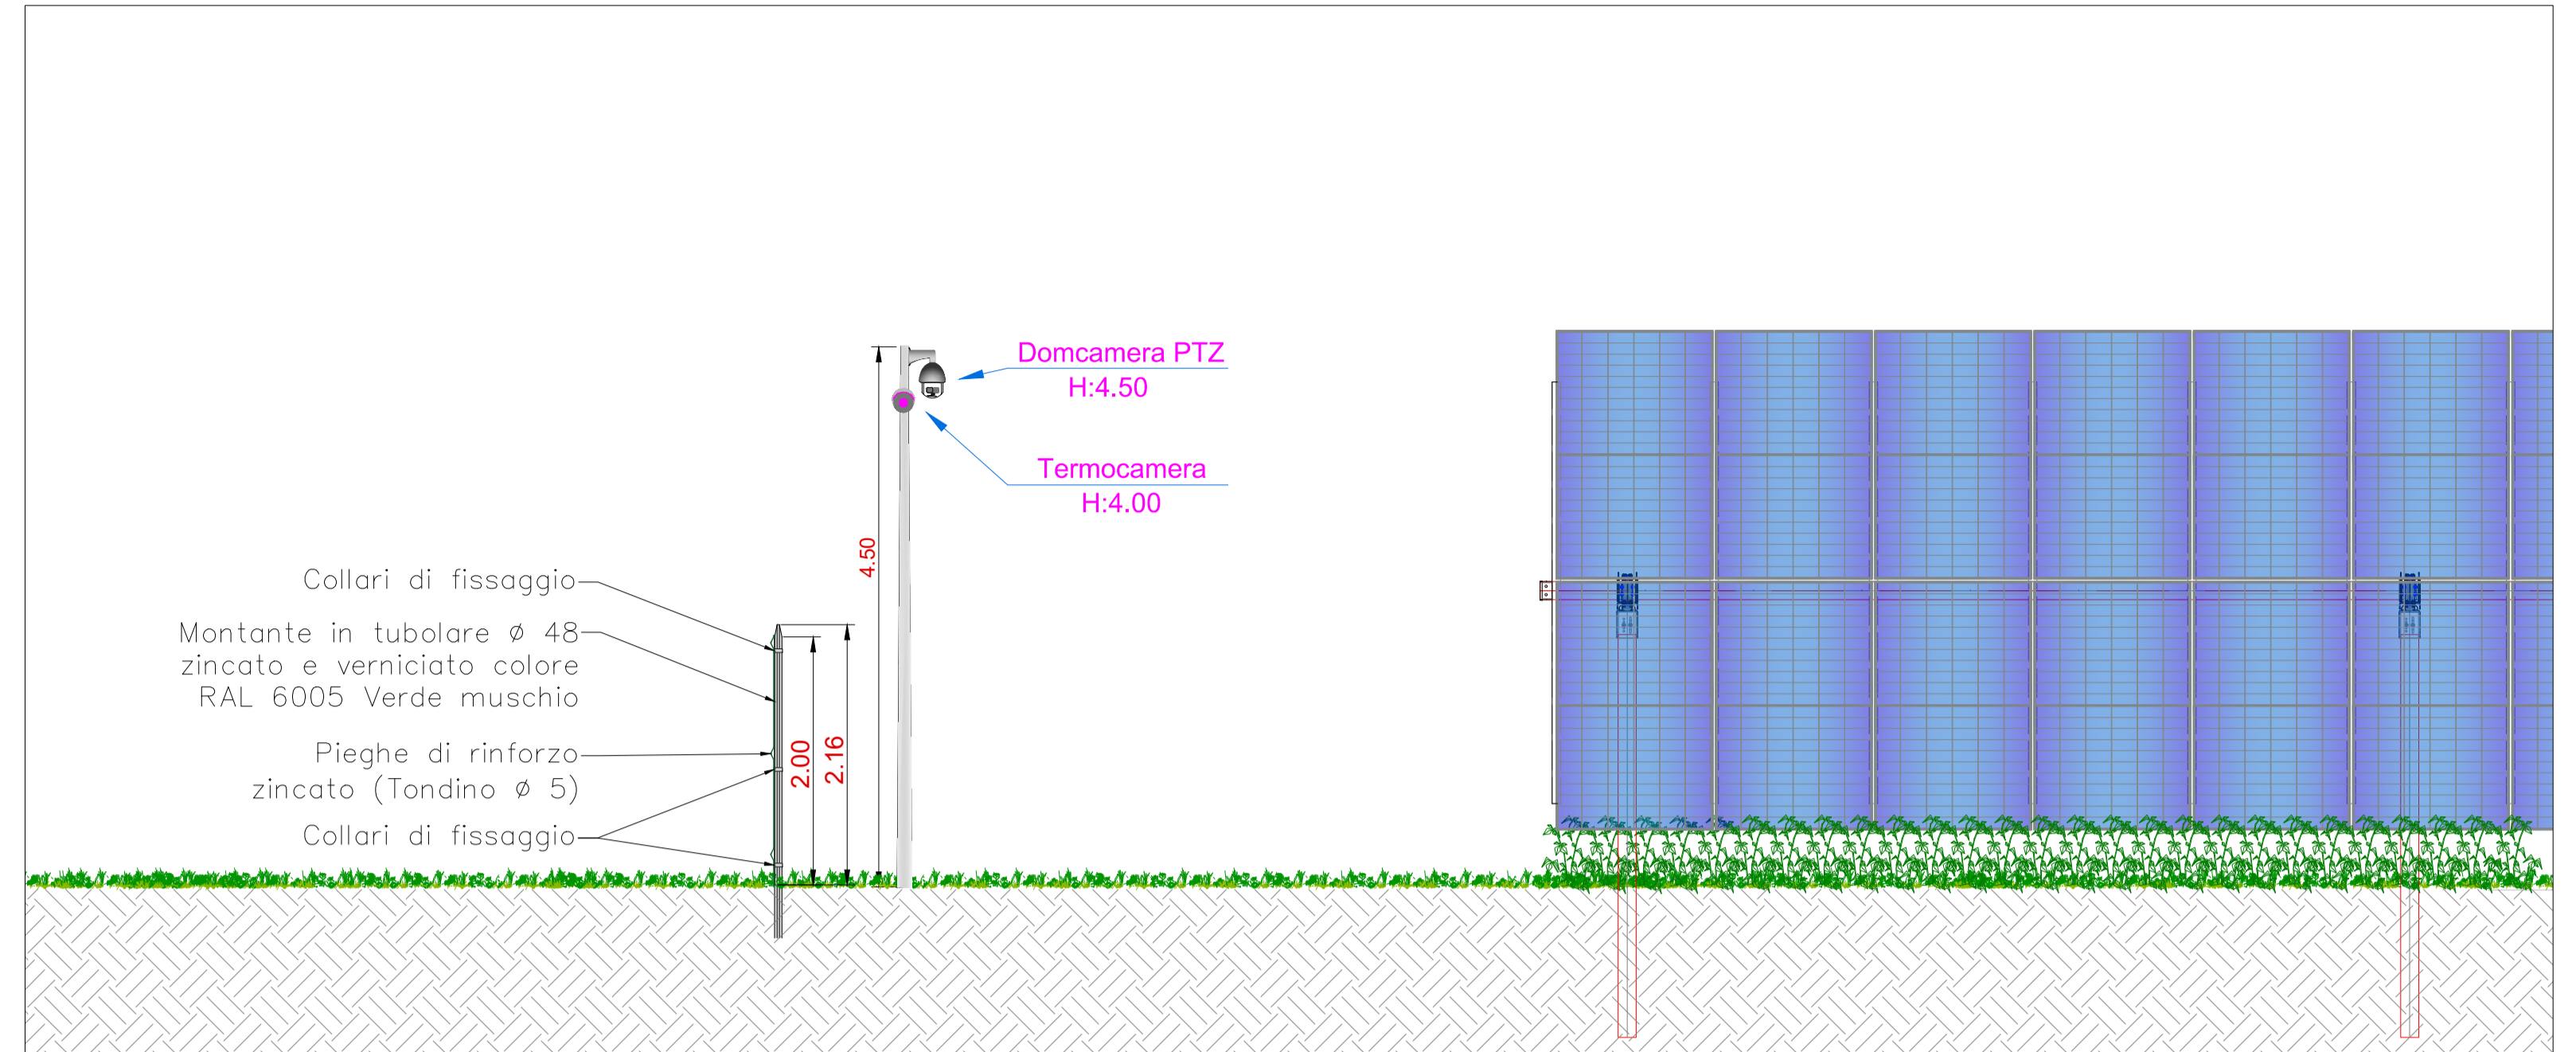 Domcamera PTZ
H:4.50
Termocamera
H:4.00
4.50
Collari di fissaggio
Montante in tubolare ø 48
zincato e verniciato colore
RAL 6005 Verde muschio
Pieghe di rinforzo
zincato (Tondino ø 5)
Collari di fissaggio
2.00
2.16